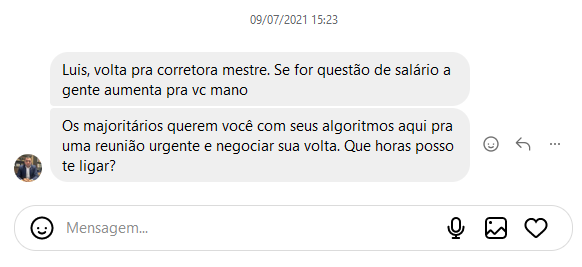 09/07/2021 15:23
Luis, volta pra corretora mestre. Se for questão de salário a
gente aumenta pra vc mano
Os majoritários querem você com seus algoritmos aqui pra
uma reunião urgente e negociar sua volta. Que horas posso
te ligar?
Mensagem...